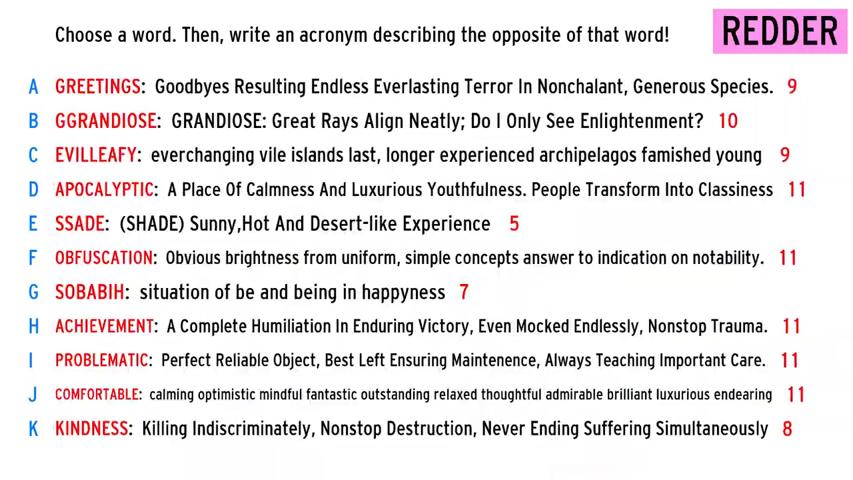 Choose a word. Then, write an acronym describing the opposite of that word!
REDDER
A GREETINGS: Goodbyes Resulting Endless Everlasting Terror In Nonchalant, Generous Species. 9
B GGRANDIOSE: GRANDIOSE: Great Rays Align Neatly; Do I Only See Enlightenment? 10
C EVILLEAFY: everchanging vile islands last, longer experienced archipelagos famished young 9
D APOCALYPTIC: A Place Of Calmness And Luxurious Youthfulness. People Transform Into Classiness 11
E SSADE: (SHADE) Sunny,Hot And Desert-like Experience 5
F OBFUSCATION: Obvious brightness from uniform, simple concepts answer to indication on notability. 11
G SOBABIH: situation of be and being in happyness 7
H ACHIEVEMENT: A Complete Humiliation In Enduring Victory, Even Mocked Endlessly, Nonstop Trauma. 11
I PROBLEMATIC: Perfect Reliable Object, Best Left Ensuring Maintenence, Always Teaching Important Care. 11
J COMFORTABLE: calming optimistic mindful fantastic outstanding relaxed thoughtful admirable brilliant luxurious endearing 11
K KINDNESS: Killing Indiscriminately, Nonstop Destruction, Never Ending Suffering Simultaneously 8